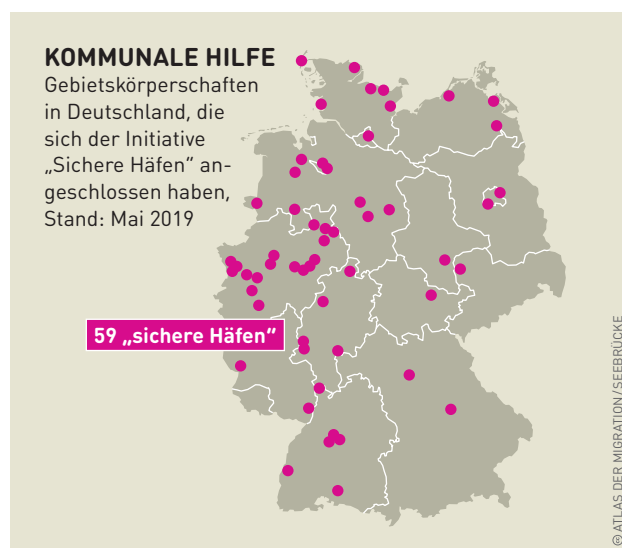 KOMMUNALE HILFE
Gebietskörperschaften
in Deutschland, die
sich der Initiative
„Sichere Häfen“ an-
geschlossen haben,
Stand: Mai 2019
59 „sichere Häfen“
© ATLAS DER MIGRATION / SEEBRÜCKE